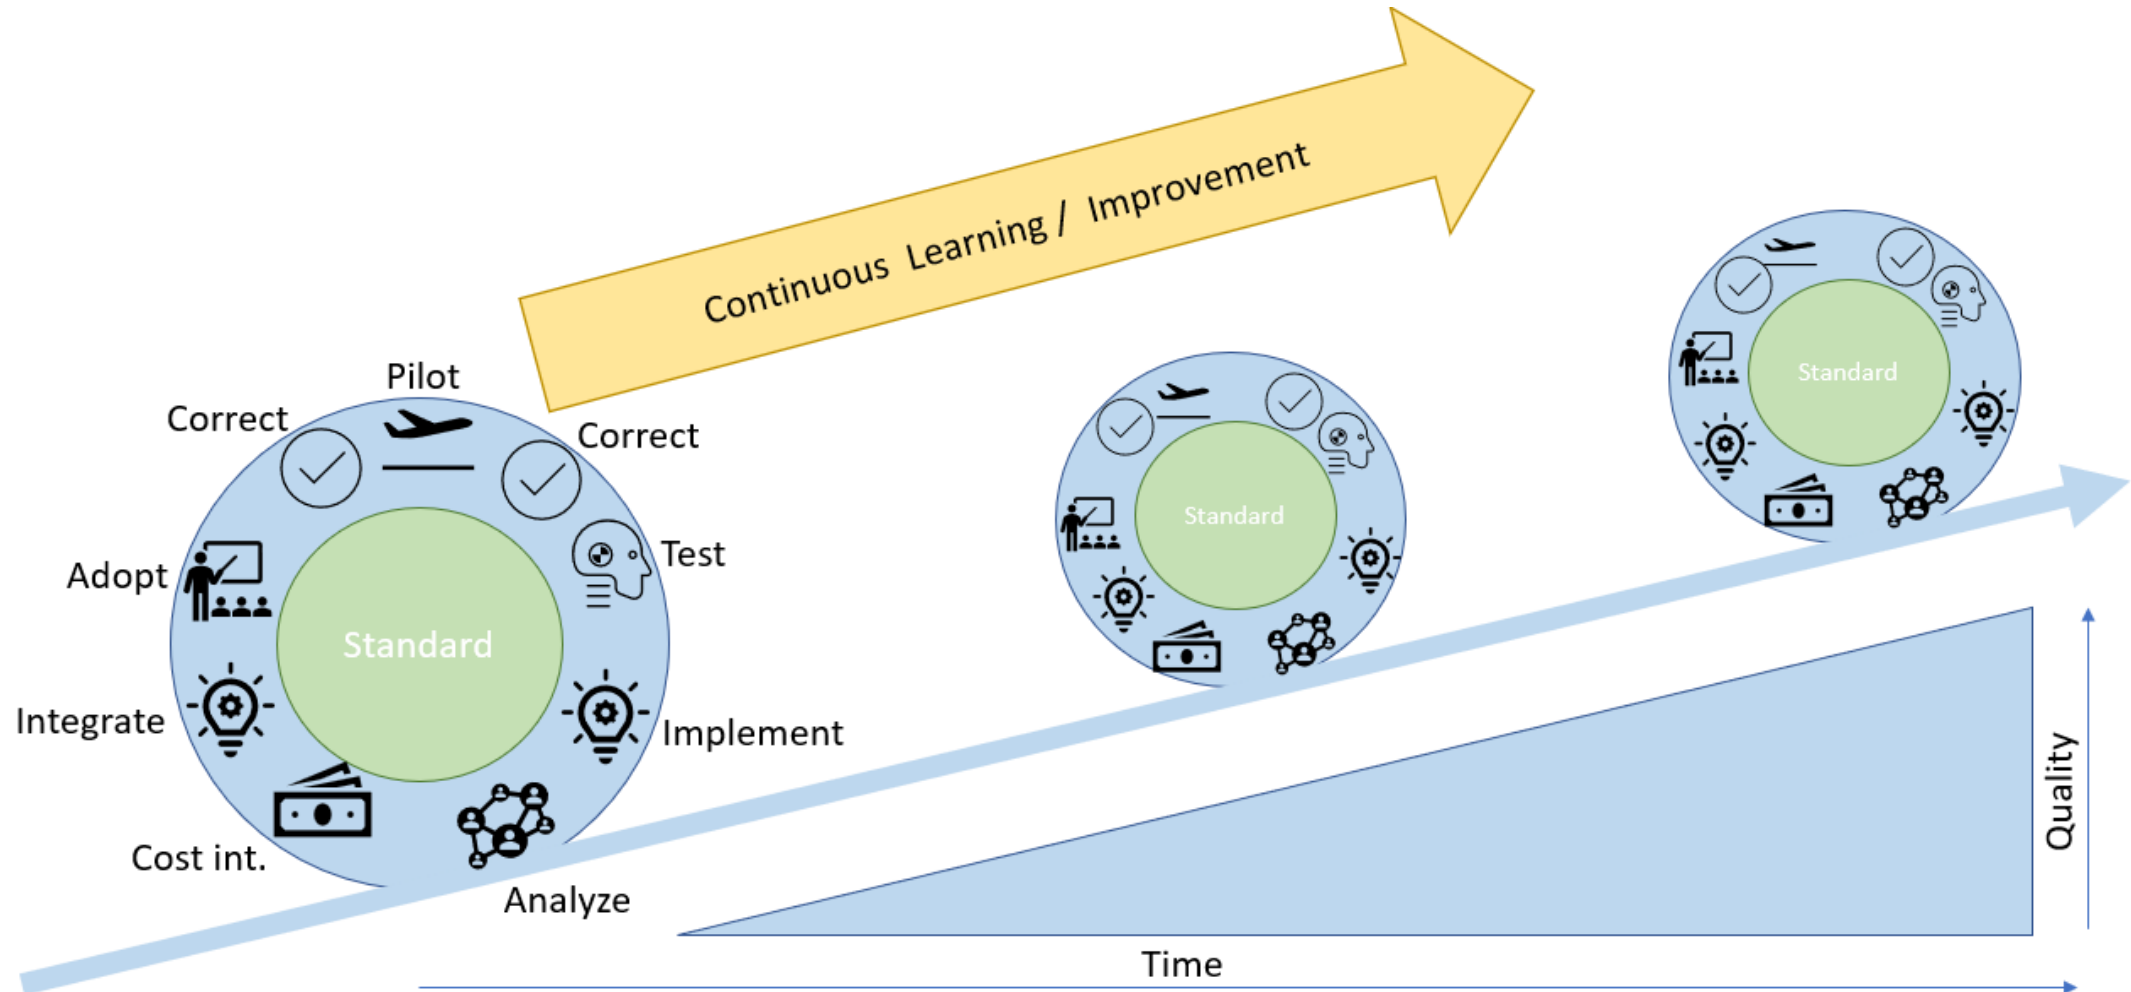 Continuous Learning / Improvement
Pilot
Correct
Correct
Adopt
Test
Standard
Integrate
Implement
Cost int.
Analyze
Standard
Standard
Quality
Time